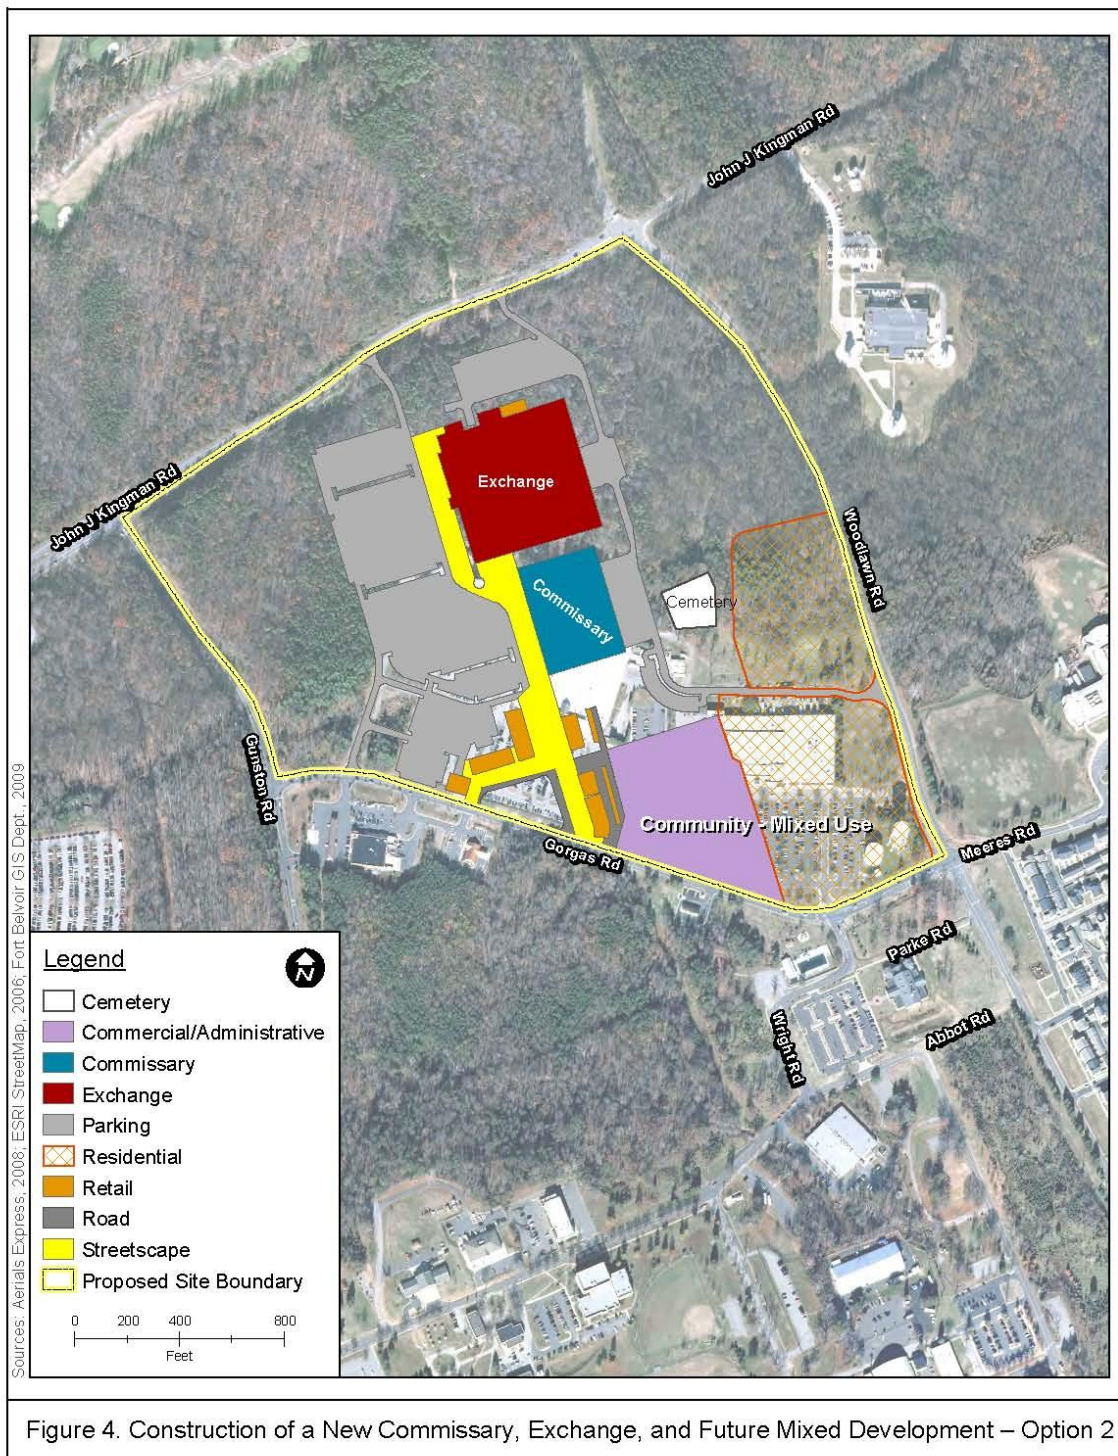 John J Kingman Rd
John J Kingman Rd
Exchange
Woodlawn Rd
Commissary
Cemetery
Gunston Rd
Community - Mixed Use
Gorgas Rd
Meeres Rd
Parke Rd
Abbot Rd
Wright Rd
Legend
N
Cemetery
Commercial/Administrative
Commissary
Exchange
Parking
Residential
Retail
Road
Streetscape
Proposed Site Boundary
0 200 400 800
Feet
Sources: Aerials Express, 2008; ESRI StreetMap, 2006; Fort Belvoir GIS Dept., 2009
Figure 4. Construction of a New Commissary, Exchange, and Future Mixed Development – Option 2